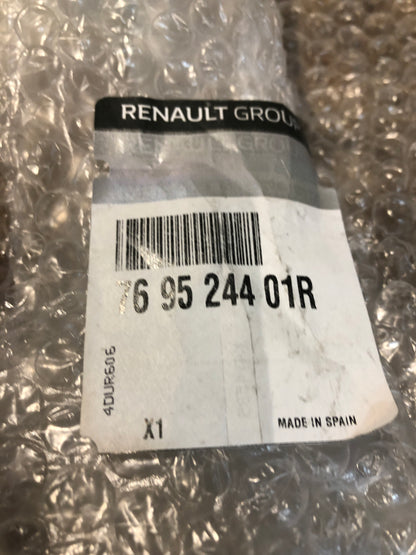 RENAULT GROUP
76 95 244 01R
4DUR606
X1
MADE IN SPAIN